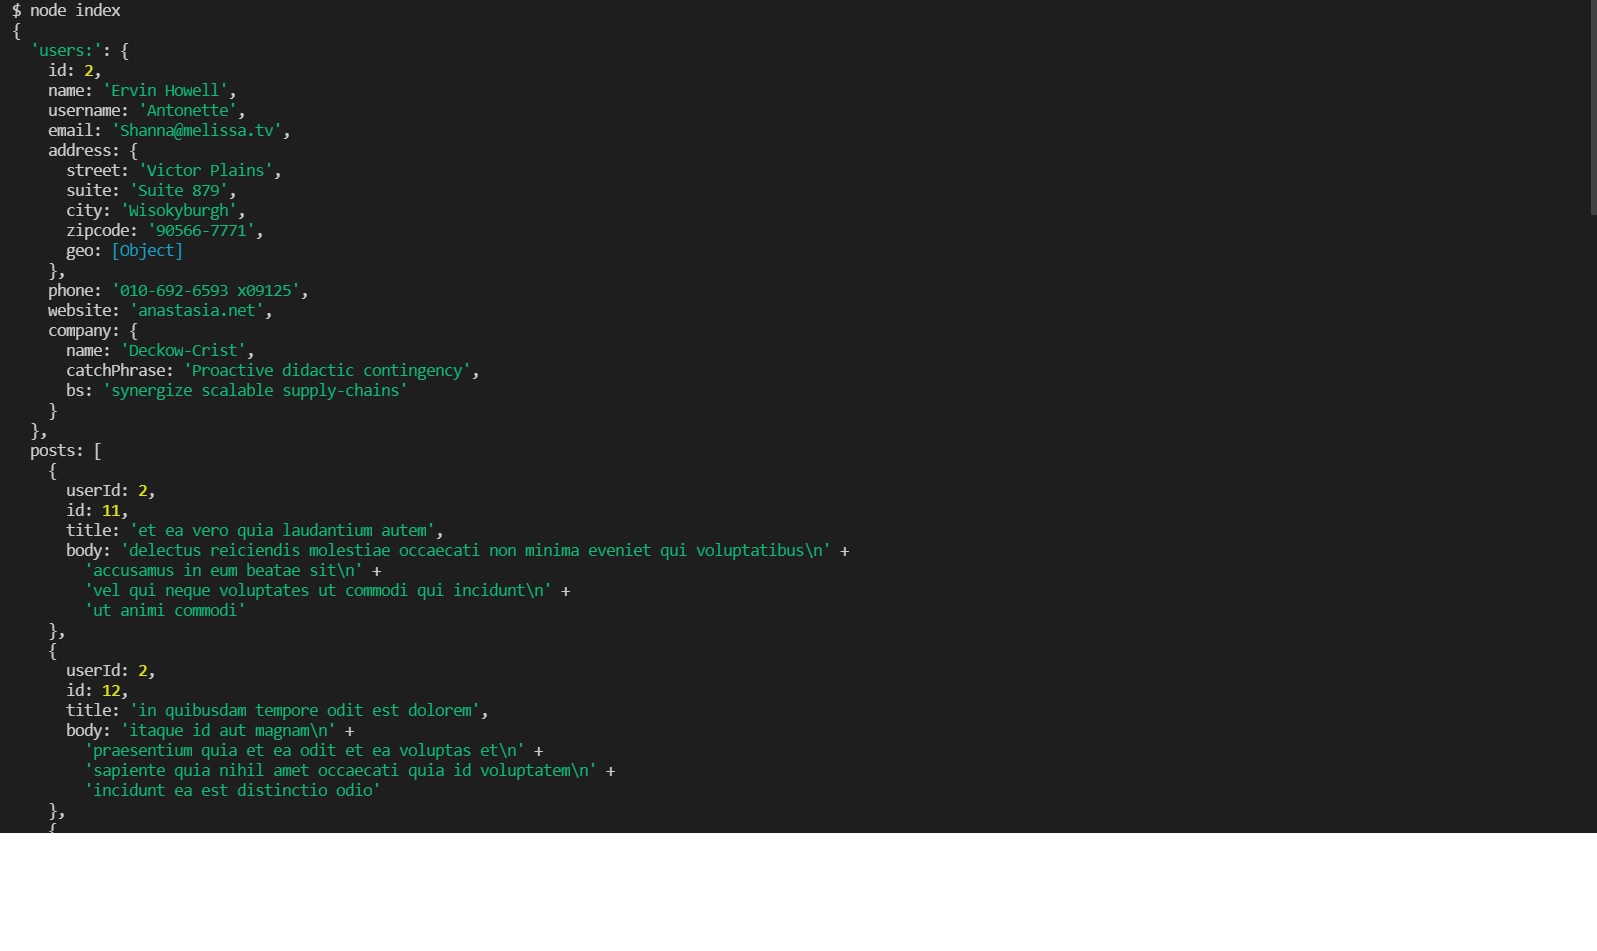 $ node index
{
  'users:': {
    id: 2,
    name: 'Ervin Howell',
    username: 'Antonette',
    email: 'Shanna@melissa.tv',
    address: {
      street: 'Victor Plains',
      suite: 'Suite 879',
      city: 'Wisokyburgh',
      zipcode: '90566-7771',
      geo: [Object]
    },
    phone: '010-692-6593 x09125',
    website: 'anastasia.net',
    company: {
      name: 'Deckow-Crist',
      catchPhrase: 'Proactive didactic contingency',
      bs: 'synergize scalable supply-chains'
    }
  },
  posts: [
    {
      userId: 2,
      id: 11,
      title: 'et ea vero quia laudantium autem',
      body: 'delectus reiciendis molestiae occaecati non minima eveniet qui voluptatibus\n' +
        'accusamus in eum beatae sit\n' +
        'vel qui neque voluptates ut commodi qui incidunt\n' +
        'ut animi commodi'
    },
    {
      userId: 2,
      id: 12,
      title: 'in quibusdam tempore odit est dolorem',
      body: 'itaque id aut magnam\n' +
        'praesentium quia et ea odit et ea voluptas et\n' +
        'sapiente quia nihil amet occaecati quia id voluptatem\n' +
        'incidunt ea est distinctio odio'
    },
    {